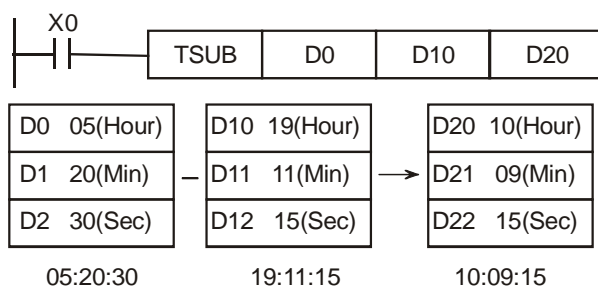 X0
TSUB D0 D10 D20
D0 05(Hour) D10 19(Hour) D20 10(Hour)
D1 20(Min) – D11 11(Min) → D21 09(Min)
D2 30(Sec) D12 15(Sec) D22 15(Sec)
05:20:30 19:11:15 10:09:15